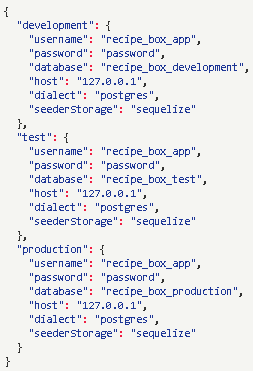 {
  "development": {
    "username": "recipe_box_app",
    "password": "password",
    "database": "recipe_box_development",
    "host": "127.0.0.1",
    "dialect": "postgres",
    "seederStorage": "sequelize"
  },
  "test": {
    "username": "recipe_box_app",
    "password": "password",
    "database": "recipe_box_test",
    "host": "127.0.0.1",
    "dialect": "postgres",
    "seederStorage": "sequelize"
  },
  "production": {
    "username": "recipe_box_app",
    "password": "password",
    "database": "recipe_box_production",
    "host": "127.0.0.1",
    "dialect": "postgres",
    "seederStorage": "sequelize"
  }
}